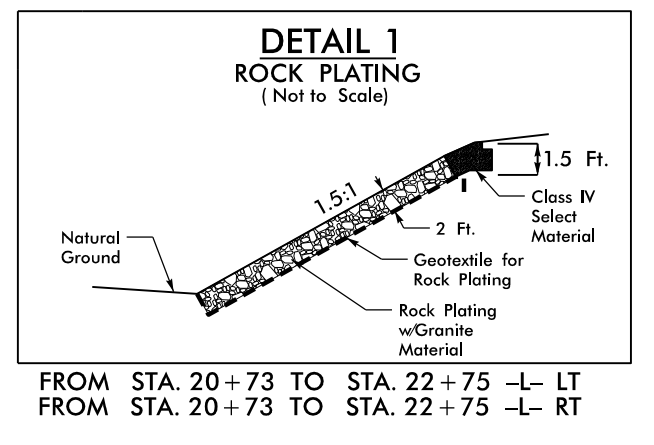 DETAIL 1
ROCK PLATING
( Not to Scale)
1.5 Ft.
1.5:1
Class IV
Select
Material
2 Ft.
Natural
Ground
Geotextile for
Rock Plating
Rock Plating
w/Granite
Material
FROM STA. 20+73 TO STA. 22+75 -L- LT
FROM STA. 20+73 TO STA. 22+75 -L- RT